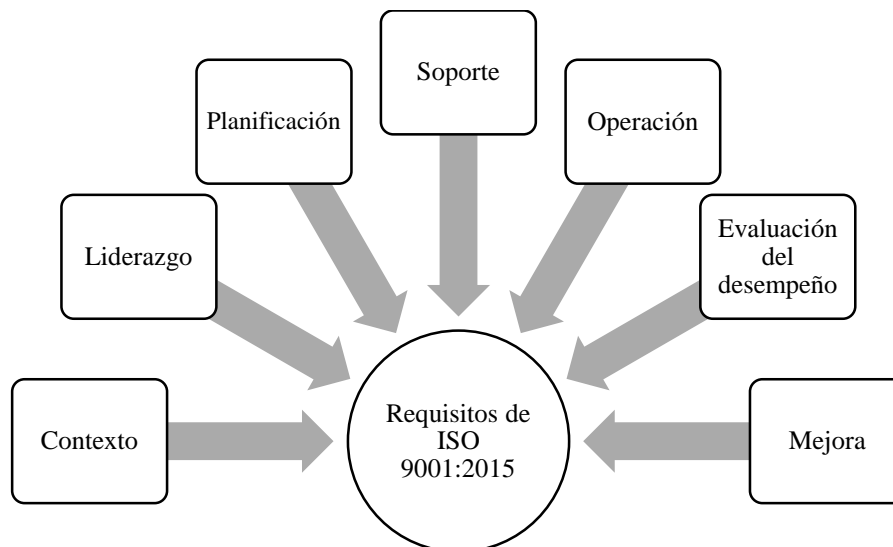 Soporte
Planificación
Operación
Liderazgo
Evaluación
del
desempeño
Contexto
Requisitos de
ISO
9001:2015
Mejora